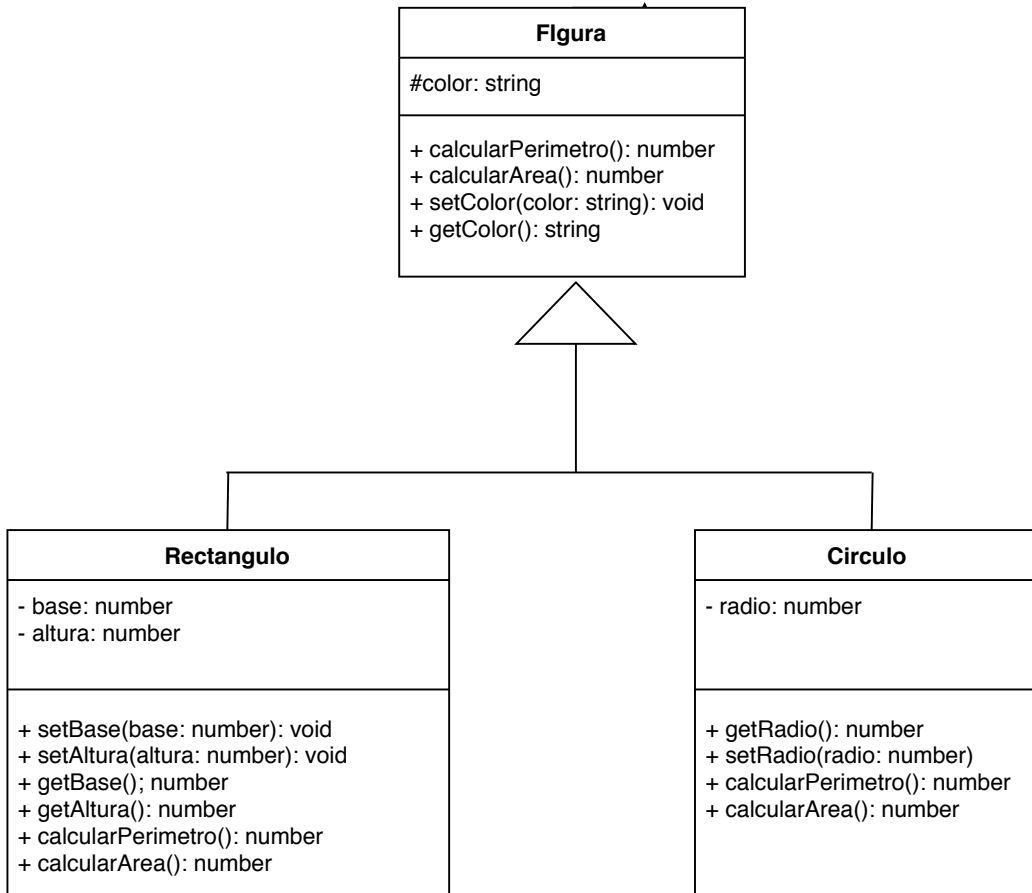 FIgura
#color: string
+ calcularPerimetro(): number
+ calcularArea(): number
+ setColor(color: string): void
+ getColor(): string
Rectangulo
- base: number
- altura: number
+ setBase(base: number): void
+ setAltura(altura: number): void
+ getBase(); number
+ getAltura(): number
+ calcularPerimetro(): number
+ calcularArea(): number
Circulo
- radio: number
+ getRadio(): number
+ setRadio(radio: number)
+ calcularPerimetro(): number
+ calcularArea(): number